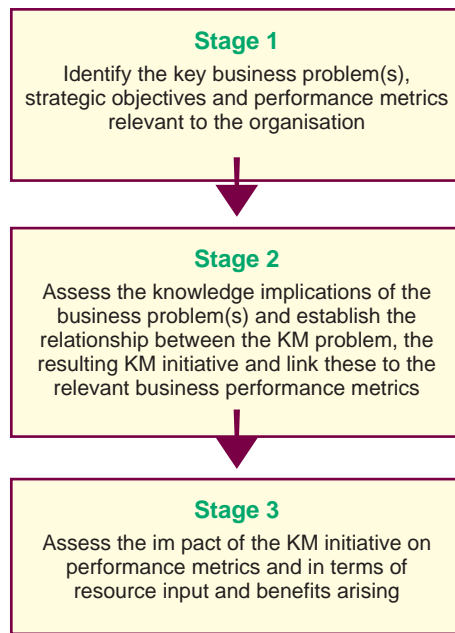 Stage 1
Identify the key business problem(s),
strategic objectives and performance metrics
relevant to the organisation
Stage 2
Assess the knowledge implications of the
business problem(s) and establish the
relationship between the KM problem, the
resulting KM initiative and link these to the
relevant business performance metrics
Stage 3
Assess the im pact of the KM initiative on
performance metrics and in terms of
resource input and benefits arising